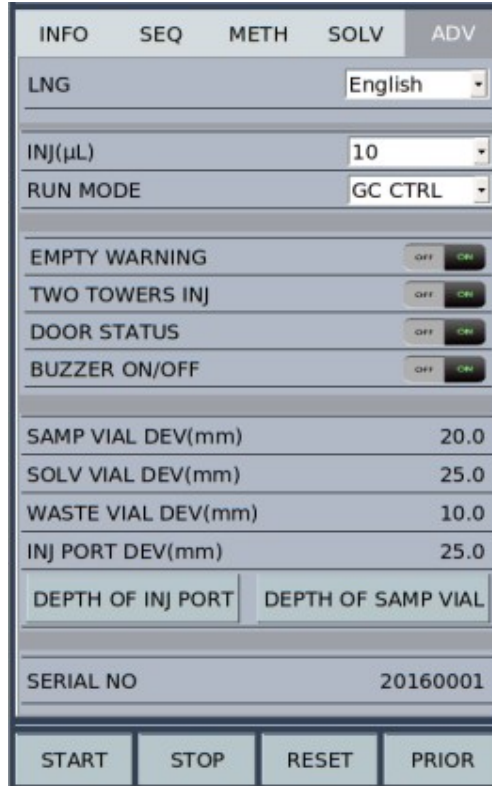 INFO SEQ METH SOLV ADV
LNG English
INJ(μL) 10
RUN MODE GC CTRL
EMPTY WARNING OFF ON
TWO TOWERS INJ OFF ON
DOOR STATUS OFF ON
BUZZER ON/OFF OFF ON
SAMP VIAL DEV(mm) 20.0
SOLV VIAL DEV(mm) 25.0
WASTE VIAL DEV(mm) 10.0
INJ PORT DEV(mm) 25.0
DEPTH OF INJ PORT DEPTH OF SAMP VIAL
SERIAL NO 20160001
START STOP RESET PRIOR